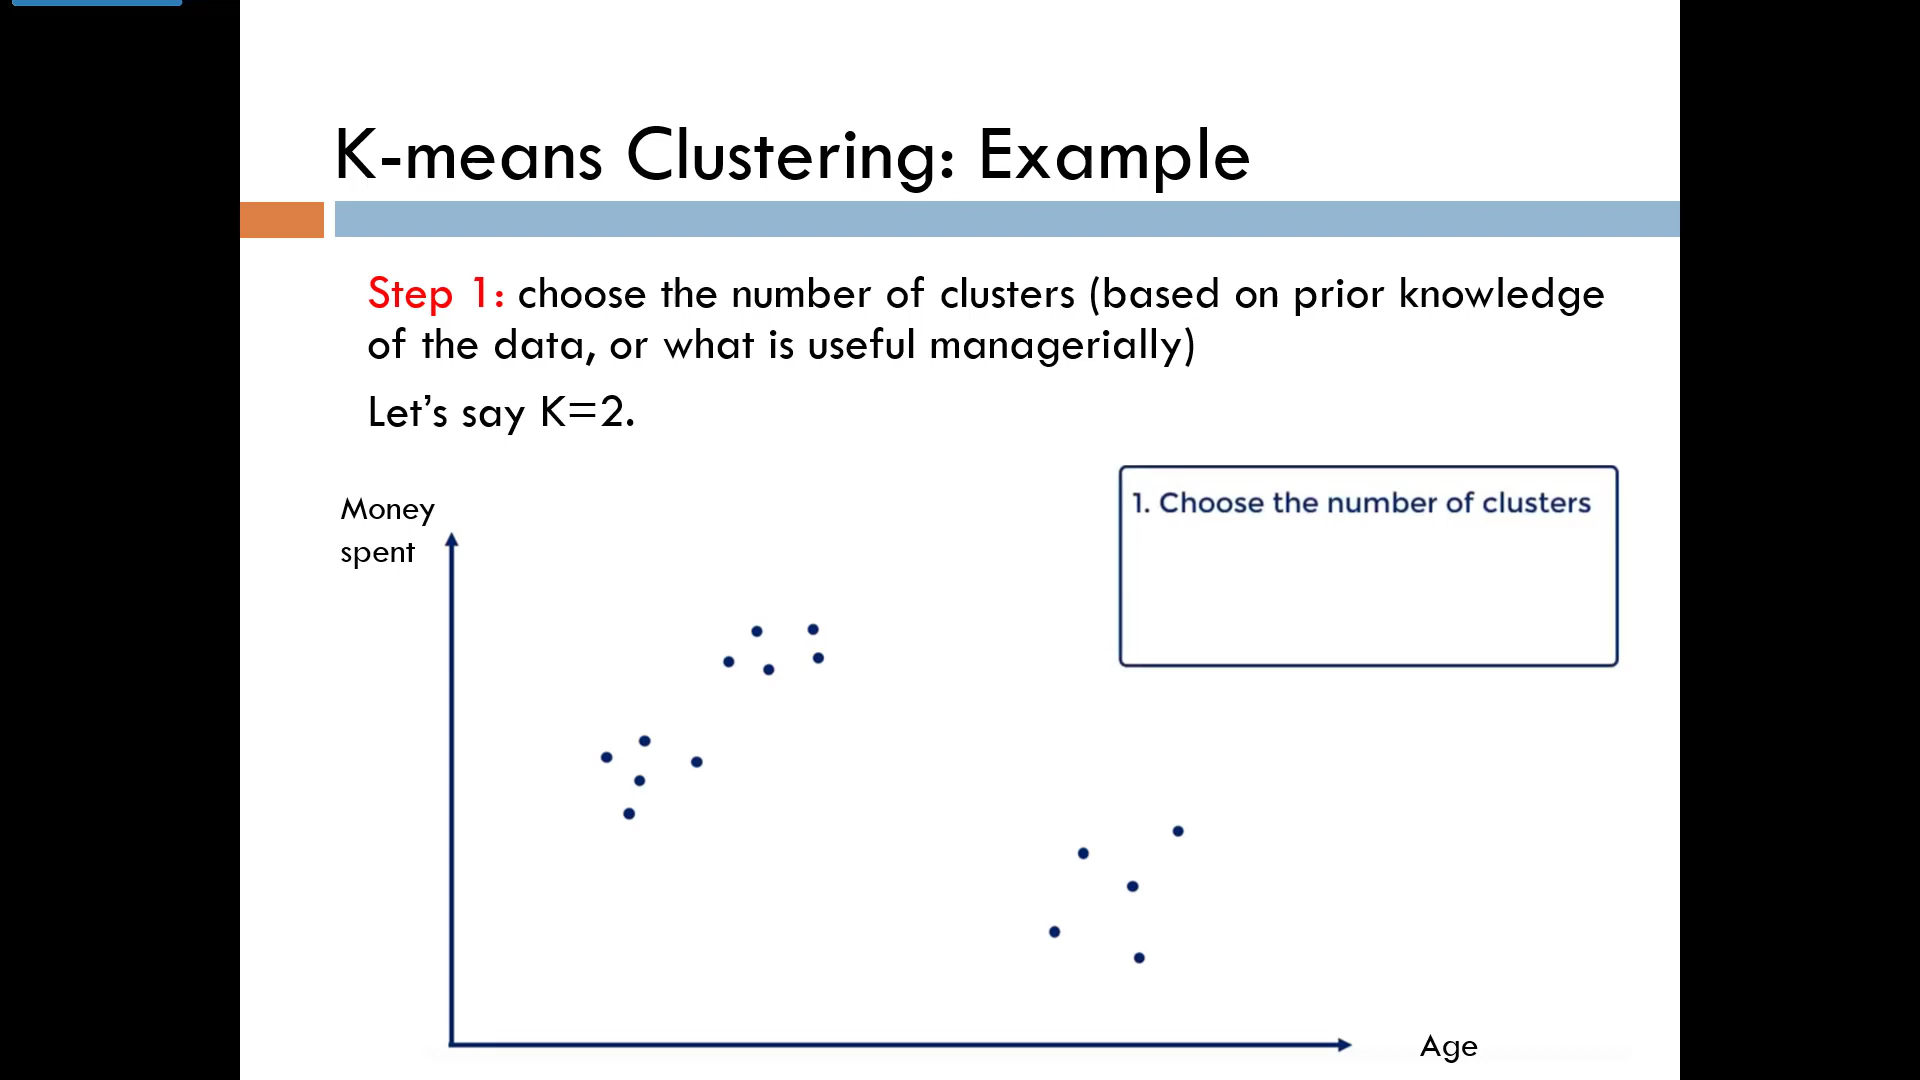 K-means Clustering: Example
Step 1: choose the number of clusters (based on prior knowledge
of the data, or what is useful managerially)
Let’s say K=2.
Money
spent
1. Choose the number of clusters
Age